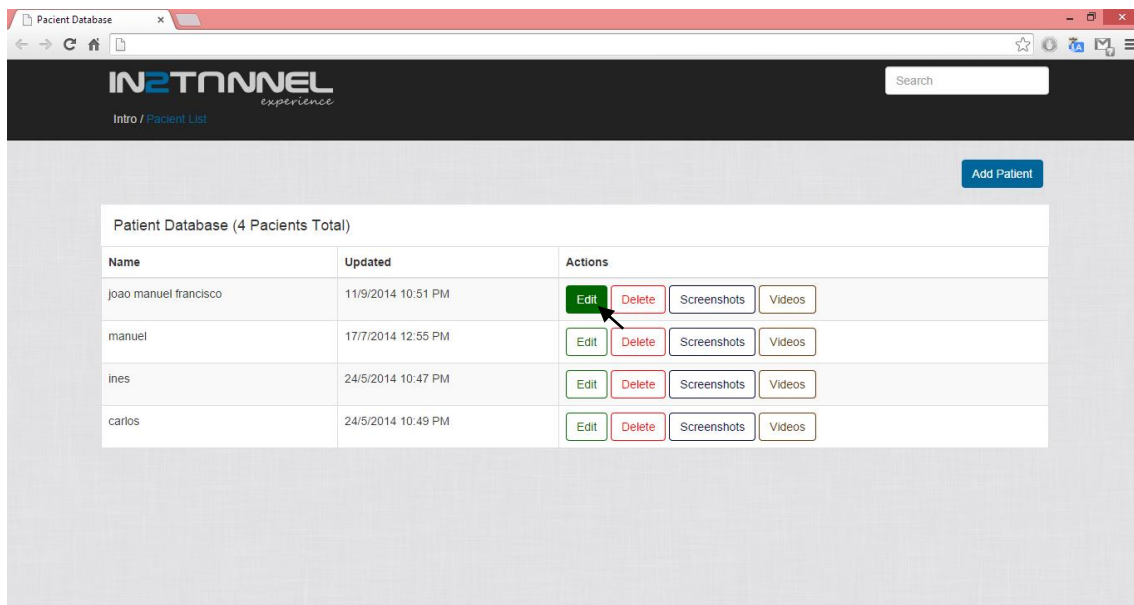 Pacient Database
IN2TUNNEL
experience
Search
Intro / Pacient List
Add Patient
Patient Database (4 Pacients Total)
Name Updated Actions
joao manuel francisco 11/9/2014 10:51 PM Edit Delete Screenshots Videos
manuel 17/7/2014 12:55 PM Edit Delete Screenshots Videos
ines 24/5/2014 10:47 PM Edit Delete Screenshots Videos
carlos 24/5/2014 10:49 PM Edit Delete Screenshots Videos